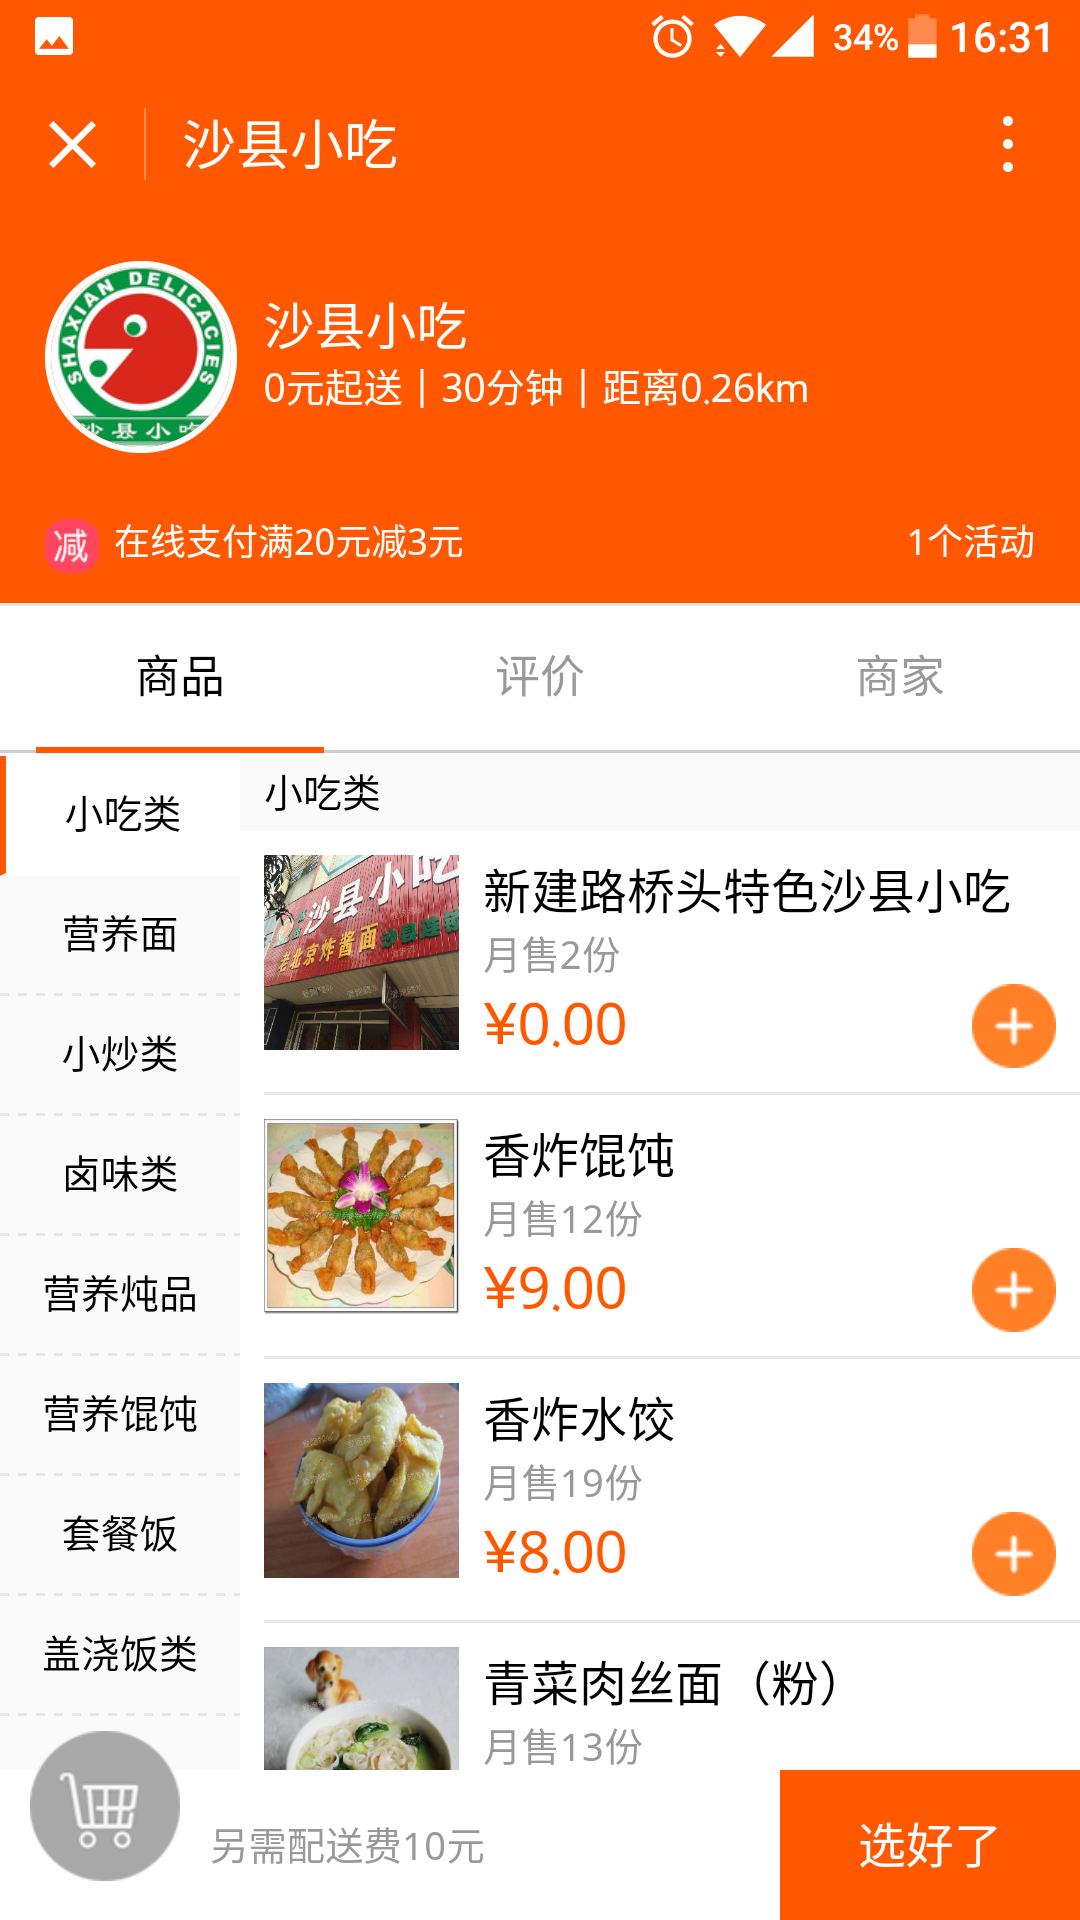 34% 16:31
沙县小吃
SHAXIAN DELICACIES
沙县小吃
沙县小吃
0元起送｜30分钟｜距离0.26km
减 在线支付满20元减3元 1个活动
商品 评价 商家
小吃类
营养面
小炒类
卤味类
营养炖品
营养馄饨
套餐饭
盖浇饭类
小吃类
沙县小吃
老北京炸酱面
新建路桥头特色沙县小吃
月售2份
¥0.00
香炸馄饨
月售12份
¥9.00
香炸水饺
月售19份
¥8.00
青菜肉丝面（粉）
月售13份
另需配送费10元
选好了